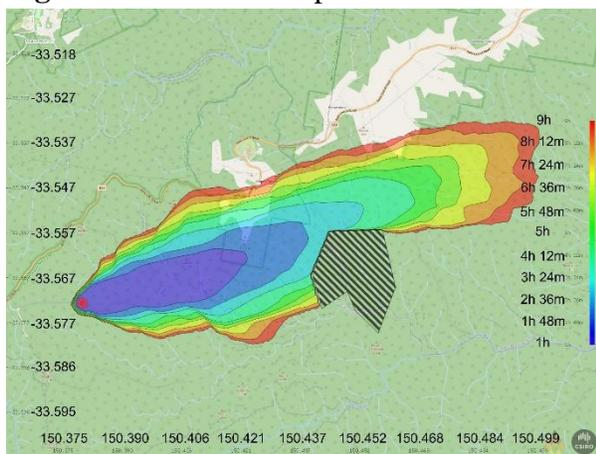 -33.518
-33.527
-33.537
-33.547
-33.557
-33.567
-33.577
-33.586
-33.595
150.375 150.390 150.406 150.421 150.437 150.452 150.468 150.484 150.499
9h
8h 12m
7h 24m
6h 36m
5h 48m
5h
4h 12m
3h 24m
2h 36m
1h 48m
1h
CSIRO